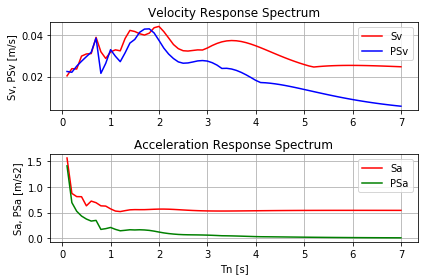 Velocity Response Spectrum
Sv, PSv [m/s]
0.04
0.02
Sv
PSv
0 1 2 3 4 5 6 7
Acceleration Response Spectrum
Sa, PSa [m/s2]
1.5
1.0
0.5
0.0
Sa
PSa
0 1 2 3 4 5 6 7
Tn [s]